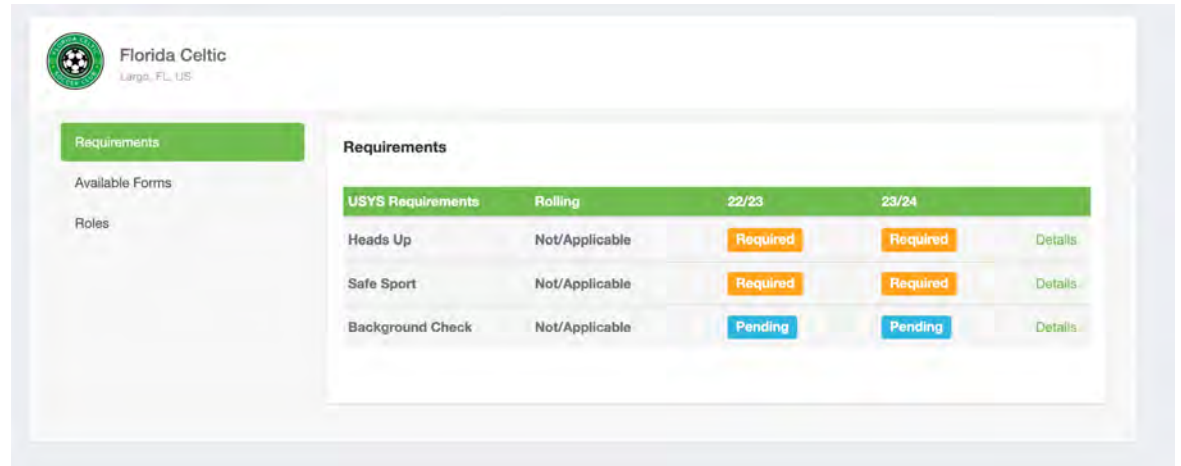 Florida Celtic
Largo, FL, US
Requirements
Available Forms
Roles
Requirements
USYS Requirements Rolling 22/23 23/24
Heads Up Not/Applicable Required Required Details
Safe Sport Not/Applicable Required Required Details
Background Check Not/Applicable Pending Pending Details